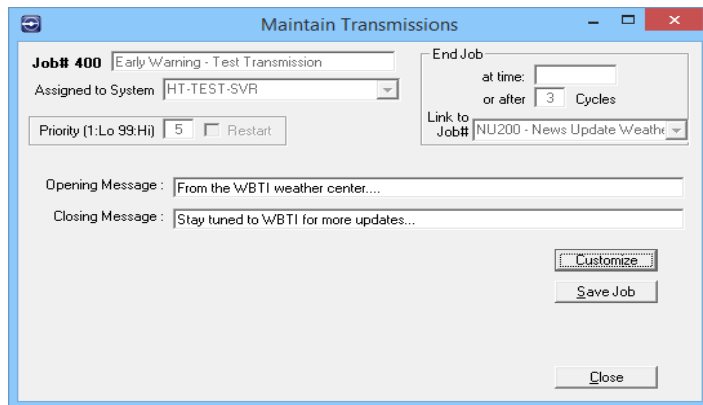 Maintain Transmissions
Job# 400 Early Warning - Test Transmission
Assigned to System HT-TEST-SVR
Priority (1:Lo 99:Hi) 5 Restart
End Job
at time:
or after 3 Cycles
Link to
Job# NU200 - News Update Weathe
Opening Message : From the WBTI weather center....
Closing Message : Stay tuned to WBTI for more updates...
Customize
Save Job
Close